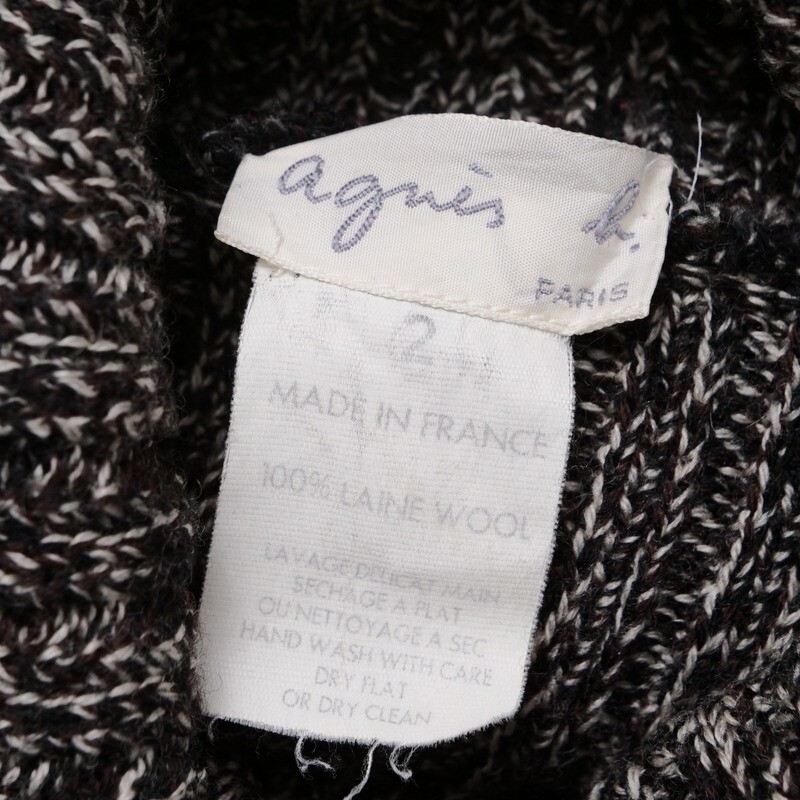 agnès b.
PARIS
2
MADE IN FRANCE
100% LAINE WOOL
LAVAGE DELICAT MAIN
SECHAGE A PLAT
OU NETTOYAGE A SEC
HAND WASH WITH CARE
DRY FLAT
OR DRY CLEAN